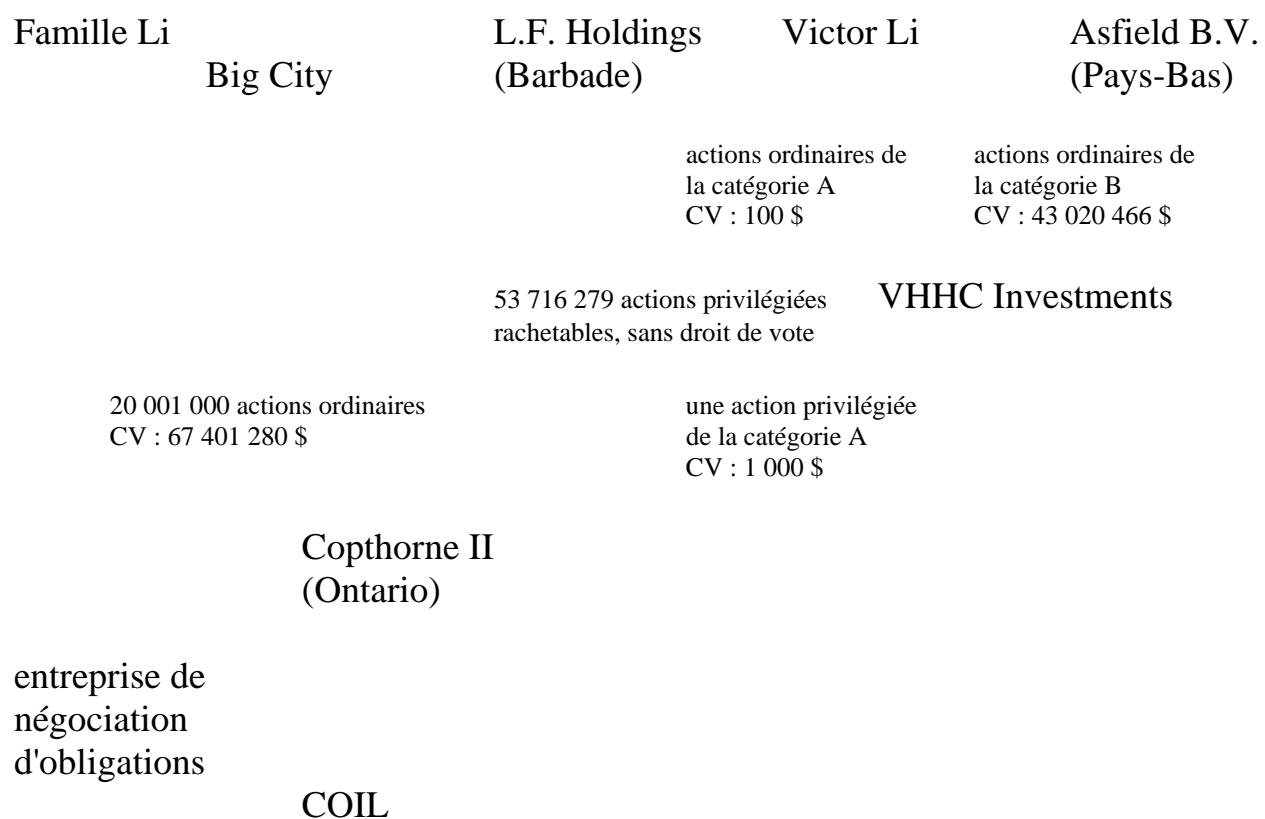 Famille Li
L.F. Holdings
Victor Li
Asfield B.V.
Big City
(Barbade)
(Pays-Bas)
actions ordinaires de
la catégorie A
CV : 100 $
actions ordinaires de
la catégorie B
CV : 43 020 466 $
53 716 279 actions privilégiées
rachetables, sans droit de vote
VHHC Investments
20 001 000 actions ordinaires
CV : 67 401 280 $
une action privilégiée
de la catégorie A
CV : 1 000 $
Copthorne II
(Ontario)
entreprise de
négociation
d'obligations
COIL